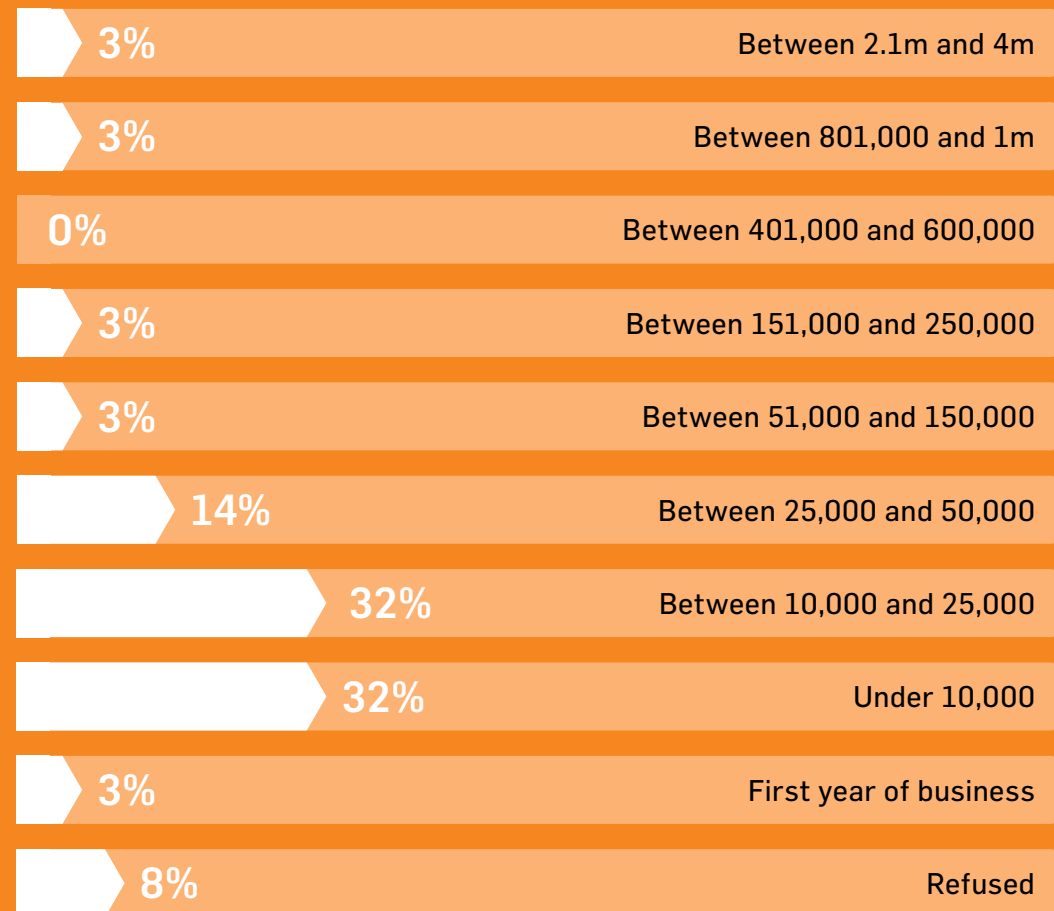 3% Between 2.1m and 4m
3% Between 801,000 and 1m
0% Between 401,000 and 600,000
3% Between 151,000 and 250,000
3% Between 51,000 and 150,000
14% Between 25,000 and 50,000
32% Between 10,000 and 25,000
32% Under 10,000
3% First year of business
8% Refused